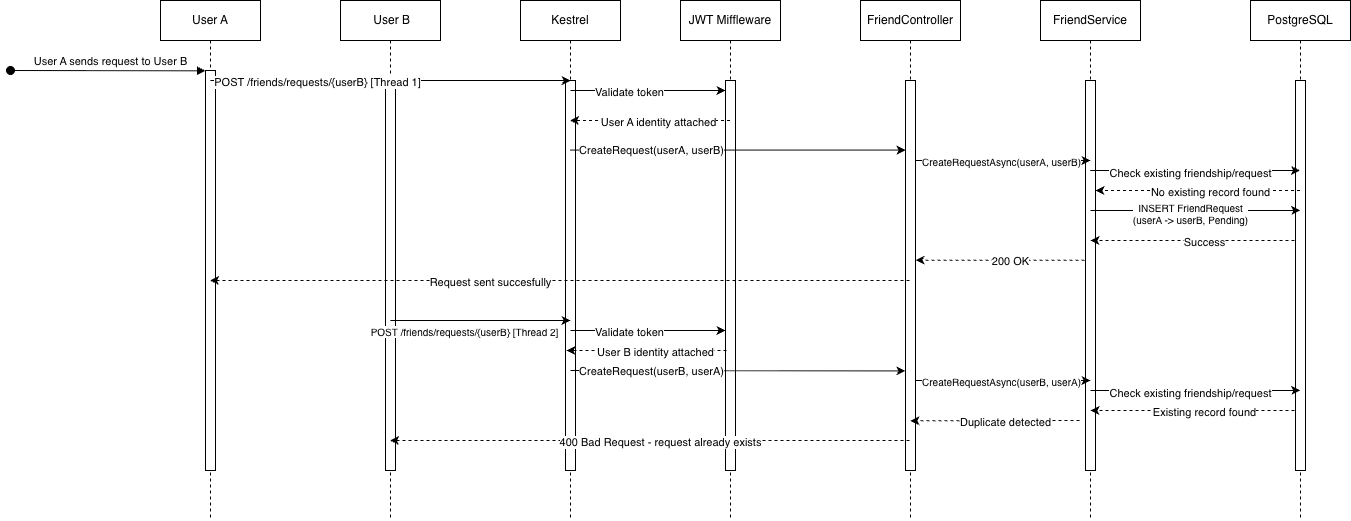 User A
User B
Kestrel
JWT Miffleware
FriendController
FriendService
PostgreSQL
User A sends request to User B
POST /friends/requests/{userB} [Thread 1]
Validate token
User A identity attached
CreateRequest(userA, userB)
CreateRequestAsync(userA, userB)
Check existing friendship/request
No existing record found
INSERT FriendRequest
(userA -> userB, Pending)
Success
200 OK
Request sent succesfully
POST /friends/requests/{userB} [Thread 2]
Validate token
User B identity attached
CreateRequest(userB, userA)
CreateRequestAsync(userB, userA)
Check existing friendship/request
Existing record found
Duplicate detected
400 Bad Request - request already exists